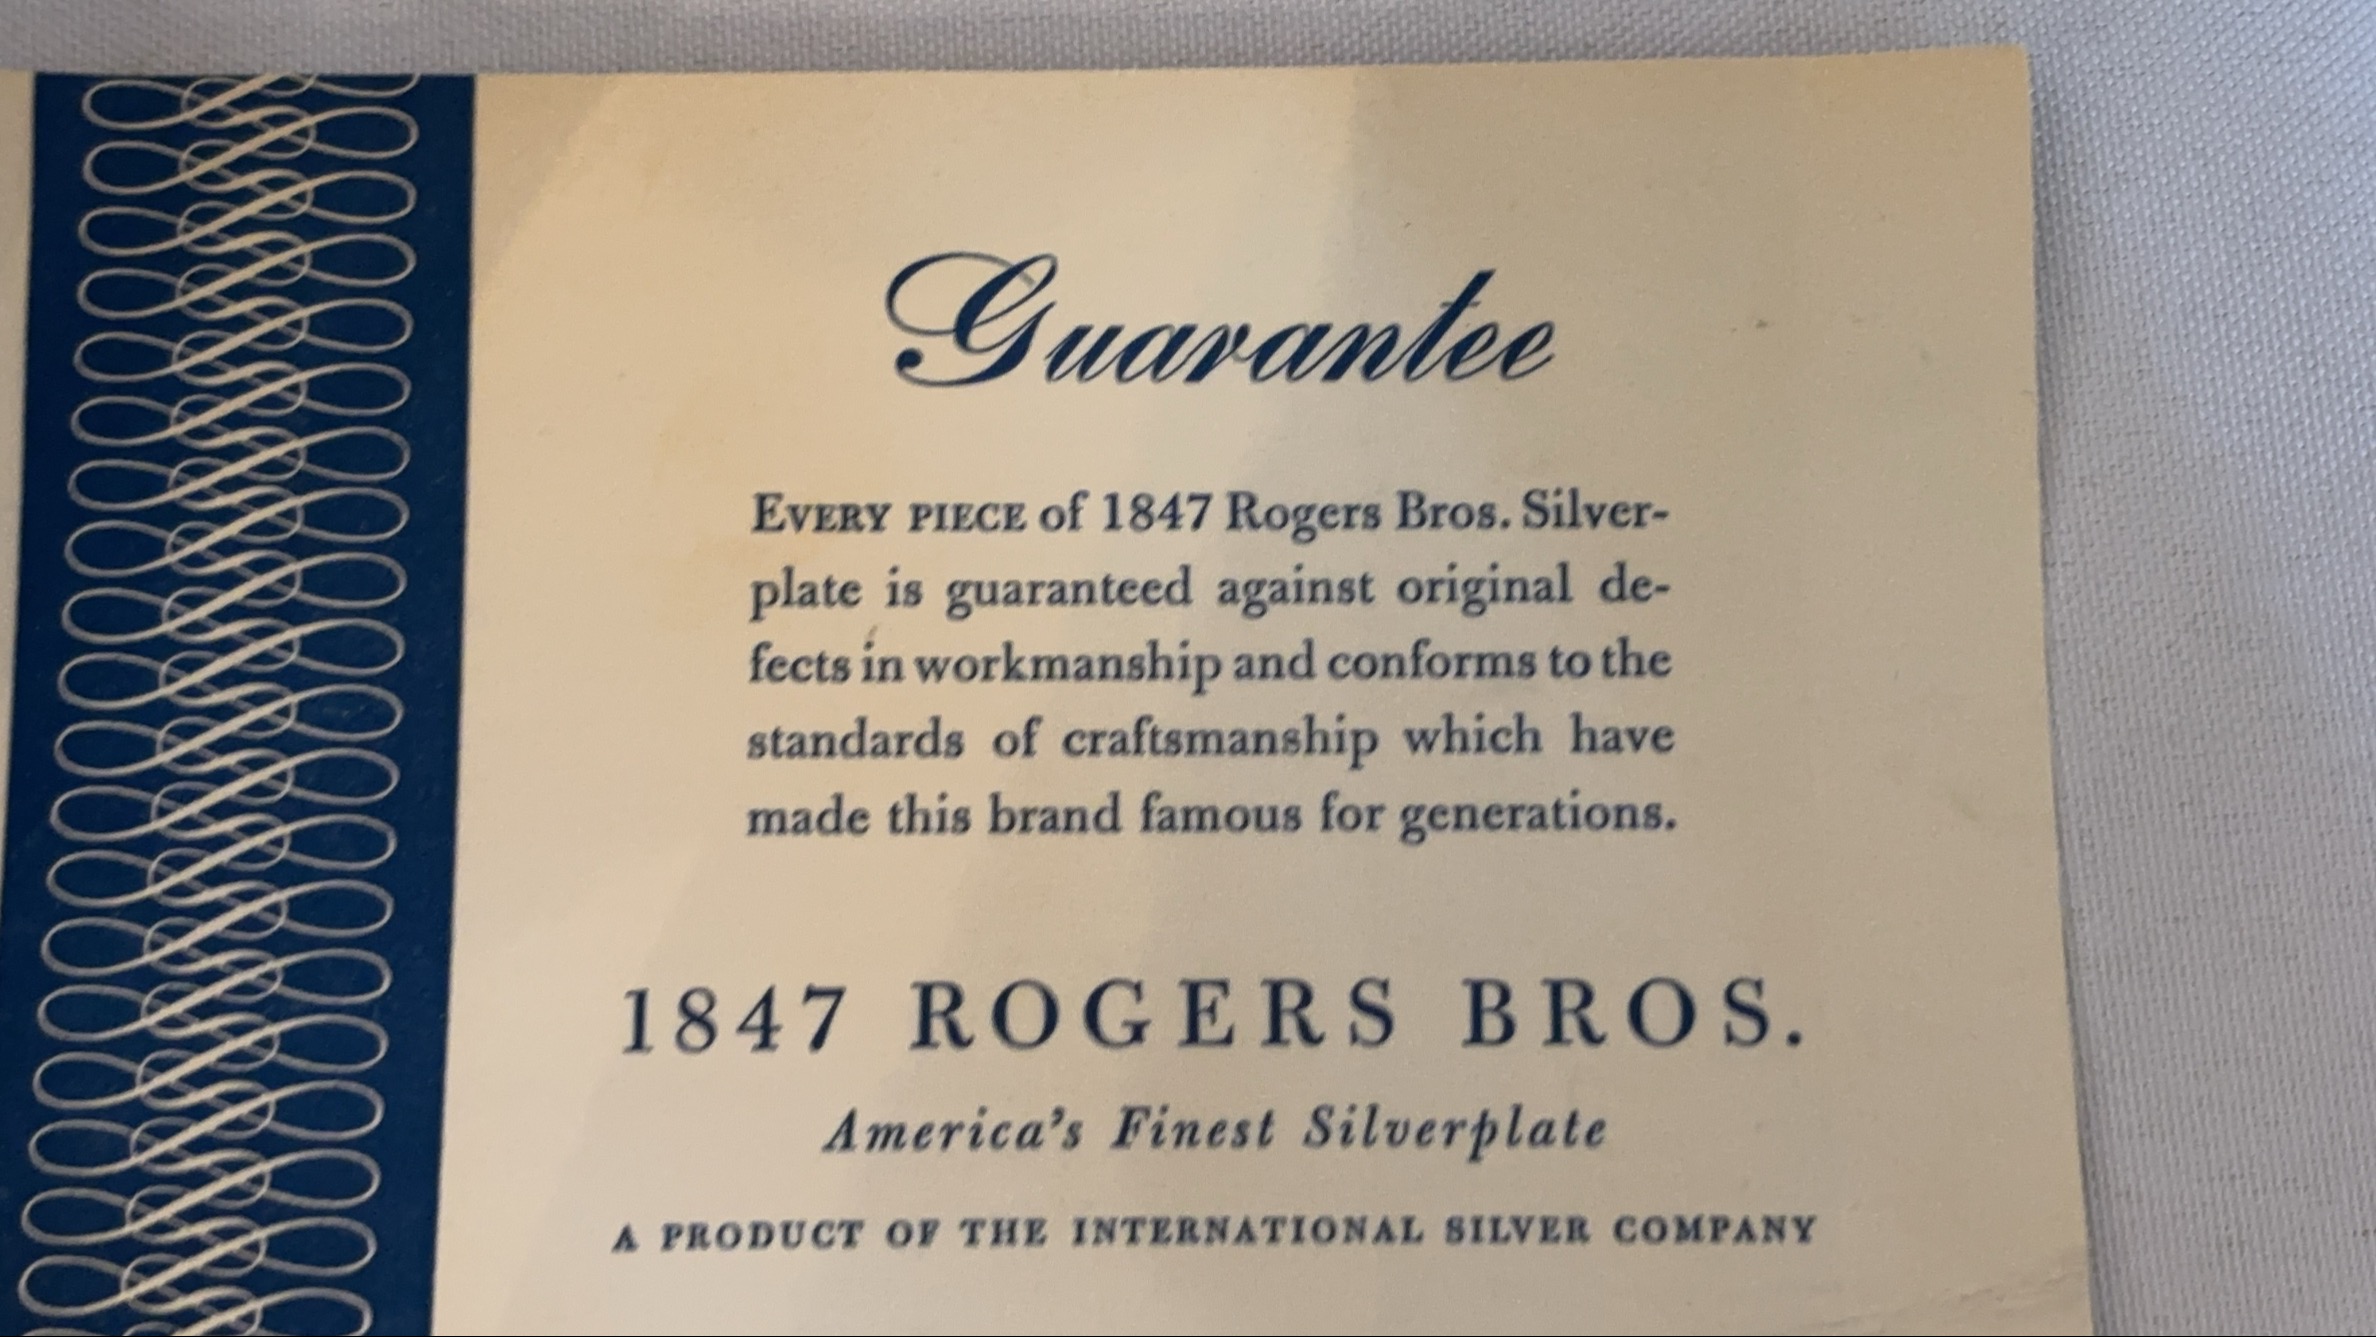 Guarantee
EVERY PIECE of 1847 Rogers Bros. Silver-
plate is guaranteed against original de-
fects in workmanship and conforms to the
standards of craftsmanship which have
made this brand famous for generations.
1847 ROGERS BROS.
America's Finest Silverplate
A PRODUCT OF THE INTERNATIONAL SILVER COMPANY